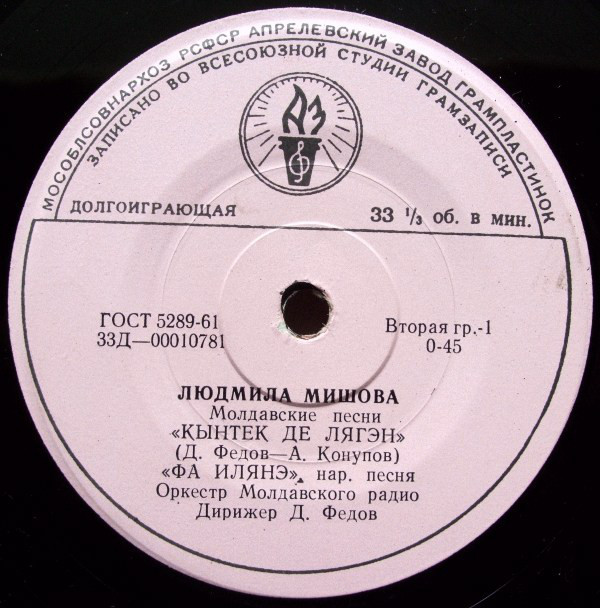 МОСОБЛСОВНАРХОЗ РСФСР АПРЕЛЕВСКИЙ ЗАВОД ГРАМПЛАСТИНОК
ЗАПИСАНО ВО ВСЕСОЮЗНОЙ СТУДИИ ГРАМЗАПИСИ
АЗ
ДОЛГОИГРАЮЩАЯ 33 1/3 об. в мин.
ГОСТ 5289-61 Вторая гр.-1
33Д—00010781 0-45
ЛЮДМИЛА МИШОВА
Молдавские песни
«КЫНТЕК ДЕ ЛЯГЭН»
(Д. Федов—А. Конупов)
«ФА ИЛЯНЭ», нар. песня
Оркестр Молдавского радио
Дирижер Д. Федов